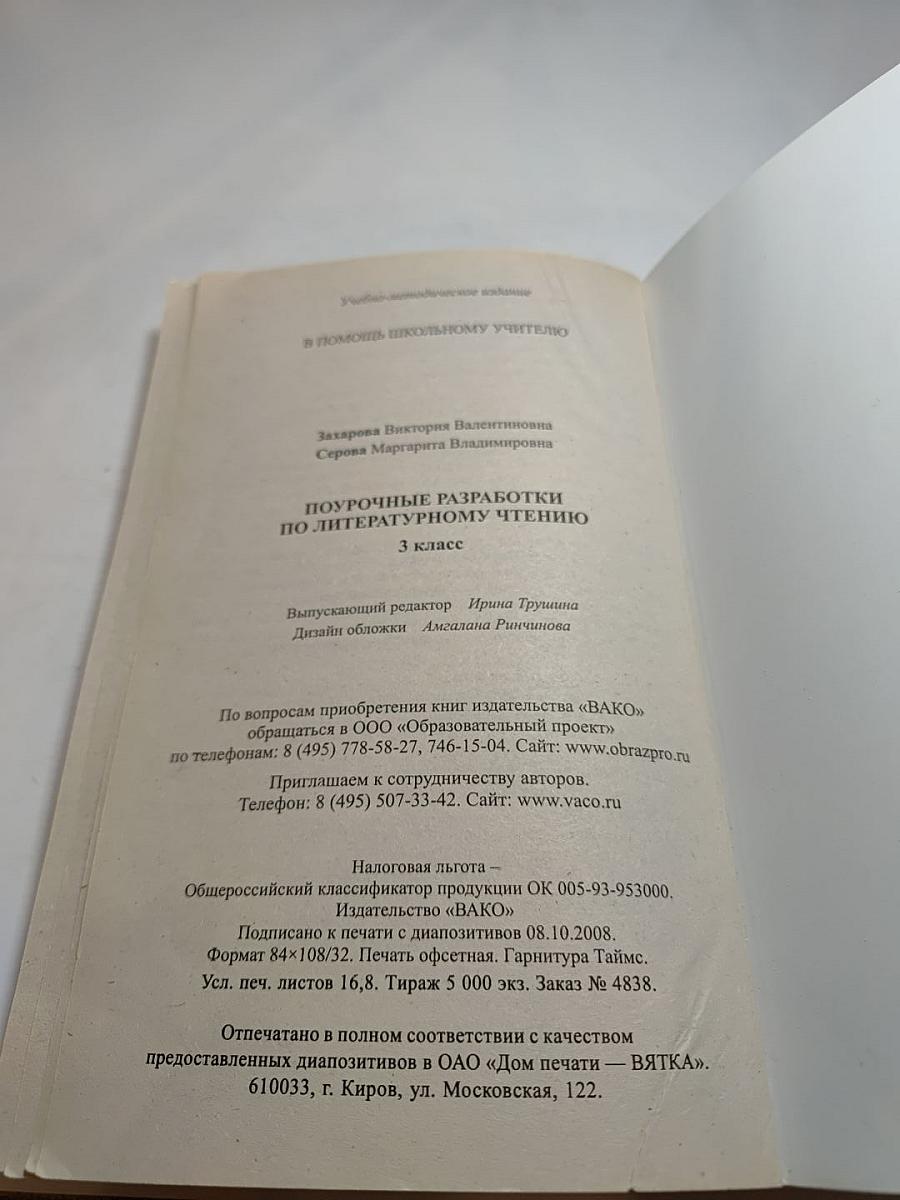 Учебно-методическое издание
В ПОМОЩЬ ШКОЛЬНОМУ УЧИТЕЛЮ
Захарова Виктория Валентиновна
Серова Маргарита Владимировна
ПОУРОЧНЫЕ РАЗРАБОТКИ
ПО ЛИТЕРАТУРНОМУ ЧТЕНИЮ
3 класс
Выпускающий редактор Ирина Трушина
Дизайн обложки Амгалана Ринчинова
По вопросам приобретения книг издательства «ВАКО»
обращаться в ООО «Образовательный проект»
по телефонам: 8 (495) 778-58-27, 746-15-04. Сайт: www.obrazpro.ru
Приглашаем к сотрудничеству авторов.
Телефон: 8 (495) 507-33-42. Сайт: www.vaco.ru
Налоговая льгота –
Общероссийский классификатор продукции ОК 005-93-953000.
Издательство «ВАКО»
Подписано к печати с диапозитивов 08.10.2008.
Формат 84×108/32. Печать офсетная. Гарнитура Таймс.
Усл. печ. листов 16,8. Тираж 5 000 экз. Заказ № 4838.
Отпечатано в полном соответствии с качеством
предоставленных диапозитивов в ОАО «Дом печати — ВЯТКА».
610033, г. Киров, ул. Московская, 122.